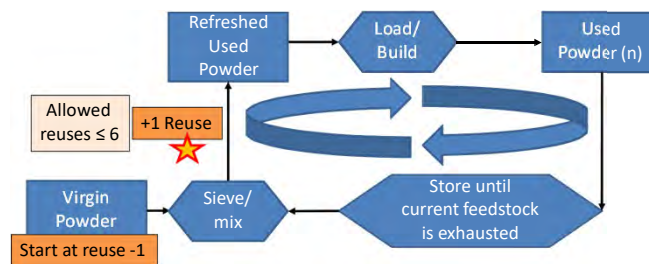 Refreshed
Used
Powder
Load/
Build
Used
Powder (n)
Allowed
reuses ≤ 6
+1 Reuse
Virgin
Powder
Start at reuse -1
Sieve/
mix
Store until
current feedstock
is exhausted